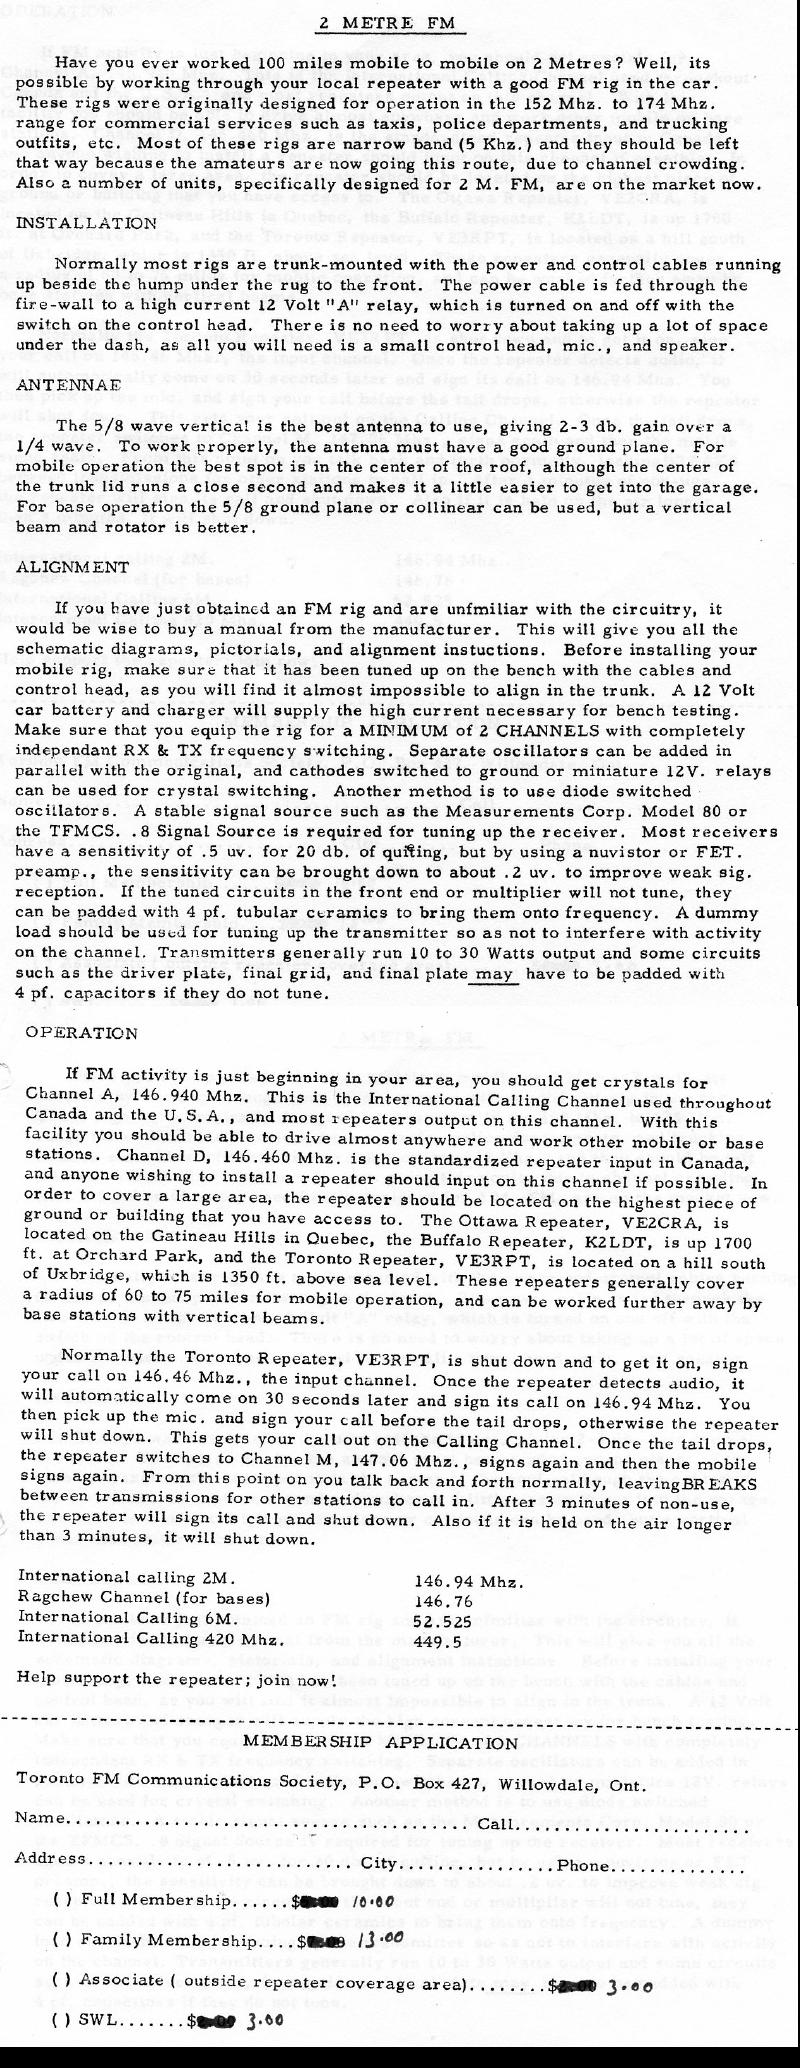 2 METRE FM
Have you ever worked 100 miles mobile to mobile on 2 Metres? Well, its
possible by working through your local repeater with a good FM rig in the car.
These rigs were originally designed for operation in the 152 Mhz. to 174 Mhz.
range for commercial services such as taxis, police departments, and trucking
outfits, etc. Most of these rigs are narrow band (5 Khz.) and they should be left
that way because the amateurs are now going this route, due to channel crowding.
Also a number of units, specifically designed for 2 M. FM, are on the market now.
INSTALLATION
Normally most rigs are trunk-mounted with the power and control cables running
up beside the hump under the rug to the front. The power cable is fed through the
fire-wall to a high current 12 Volt "A" relay, which is turned on and off with the
switch on the control head. There is no need to worry about taking up a lot of space
under the dash, as all you will need is a small control head, mic., and speaker.
ANTENNAE
The 5/8 wave vertical is the best antenna to use, giving 2-3 db. gain over a
1/4 wave. To work properly, the antenna must have a good ground plane. For
mobile operation the best spot is in the center of the roof, although the center of
the trunk lid runs a close second and makes it a little easier to get into the garage.
For base operation the 5/8 ground plane or collinear can be used, but a vertical
beam and rotator is better.
ALIGNMENT
If you have just obtained an FM rig and are unfmiliar with the circuitry, it
would be wise to buy a manual from the manufacturer. This will give you all the
schematic diagrams, pictorials, and alignment instuctions. Before installing your
mobile rig, make sure that it has been tuned up on the bench with the cables and
control head, as you will find it almost impossible to align in the trunk. A 12 Volt
car battery and charger will supply the high current necessary for bench testing.
Make sure that you equip the rig for a MINIMUM of 2 CHANNELS with completely
independant RX & TX frequency switching. Separate oscillators can be added in
parallel with the original, and cathodes switched to ground or miniature 12V. relays
can be used for crystal switching. Another method is to use diode switched
oscillators. A stable signal source such as the Measurements Corp. Model 80 or
the TFMCS. .8 Signal Source is required for tuning up the receiver. Most receivers
have a sensitivity of .5 uv. for 20 db. of , but by using a nuvistor or FET.
preamp., the sensitivity can be brought down to about .2 uv. to improve weak sig.
reception. If the tuned circuits in the front end or multiplier will not tune, they
can be padded with 4 pf. tubular ceramics to bring them onto frequency. A dummy
load should be used for tuning up the transmitter so as not to interfere with activity
on the channel. Transmitters generally run 10 to 30 Watts output and some circuits
such as the driver plate, final grid, and final plate may have to be padded with
4 pf. capacitors if they do not tune.
OPERATION
If FM activity is just beginning in your area, you should get crystals for
Channel A, 146.940 Mhz. This is the International Calling Channel used throughout
Canada and the U.S.A., and most repeaters output on this channel. With this
facility you should be able to drive almost anywhere and work other mobile or base
stations. Channel D, 146.460 Mhz. is the standardized repeater input in Canada,
and anyone wishing to install a repeater should input on this channel if possible. In
order to cover a large area, the repeater should be located on the highest piece of
ground or building that you have access to. The Ottawa Repeater, VE2CRA, is
located on the Gatineau Hills in Quebec, the Buffalo Repeater, K2LDT, is up 1700
ft. at Orchard Park, and the Toronto Repeater, VE3RPT, is located on a hill south
of Uxbridge, which is 1350 ft. above sea level. These repeaters generally cover
a radius of 60 to 75 miles for mobile operation, and can be worked further away by
base stations with vertical beams.
Normally the Toronto Repeater, VE3RPT, is shut down and to get it on, sign
your call on 146.46 Mhz., the input channel. Once the repeater detects audio, it
will automatically come on 30 seconds later and sign its call on 146.94 Mhz. You
then pick up the mic. and sign your call before the tail drops, otherwise the repeater
will shut down. This gets your call out on the Calling Channel. Once the tail drops,
the repeater switches to Channel M, 147.06 Mhz., signs again and then the mobile
signs again. From this point on you talk back and forth normally, leavingBREAKS
between transmissions for other stations to call in. After 3 minutes of non-use,
the repeater will sign its call and shut down. Also if it is held on the air longer
than 3 minutes, it will shut down.
International calling 2M. 146.94 Mhz.
Ragchew Channel (for bases) 146.76
International Calling 6M. 52.525
International Calling 420 Mhz. 449.5
Help support the repeater; join now!
MEMBERSHIP APPLICATION
Toronto FM Communications Society, P.O. Box 427, Willowdale, Ont.
Name........................................ Call........................
Address........................... City................Phone..............
( ) Full Membership......$ 10.00
( ) Family Membership....$ 13.00
( ) Associate ( outside repeater coverage area)........$ 3.00
( ) SWL.......$ 3.00